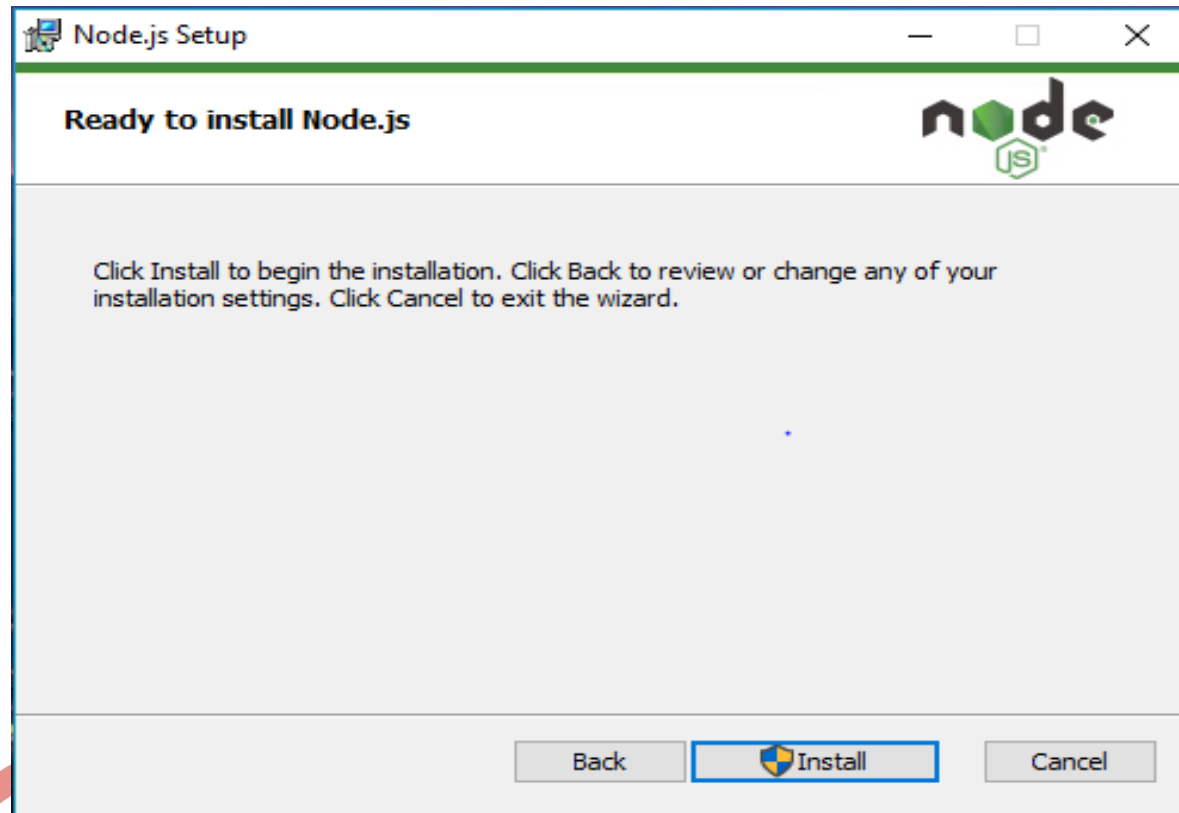 Node.js Setup
Ready to install Node.js
node
JS
Click Install to begin the installation. Click Back to review or change any of your
installation settings. Click Cancel to exit the wizard.
Back Install Cancel